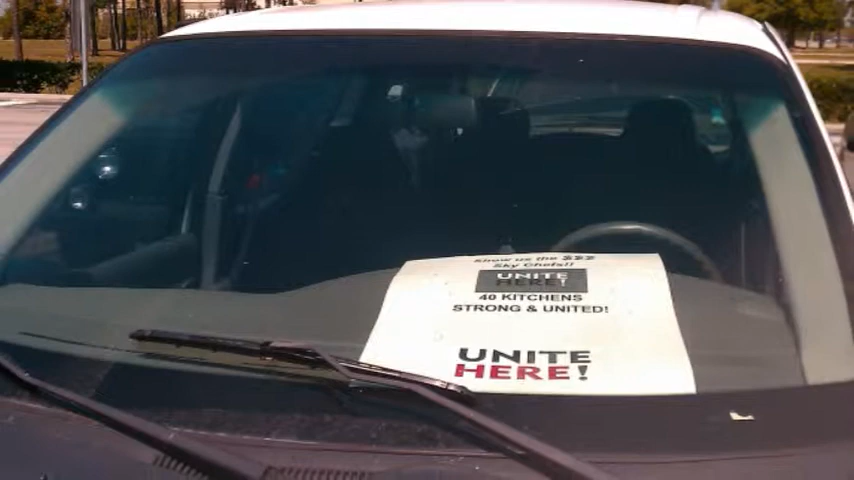 Show us the $$$
Sky Chefs!!
UNITE
HERE!
40 KITCHENS
STRONG & UNITED!
UNITE
HERE!